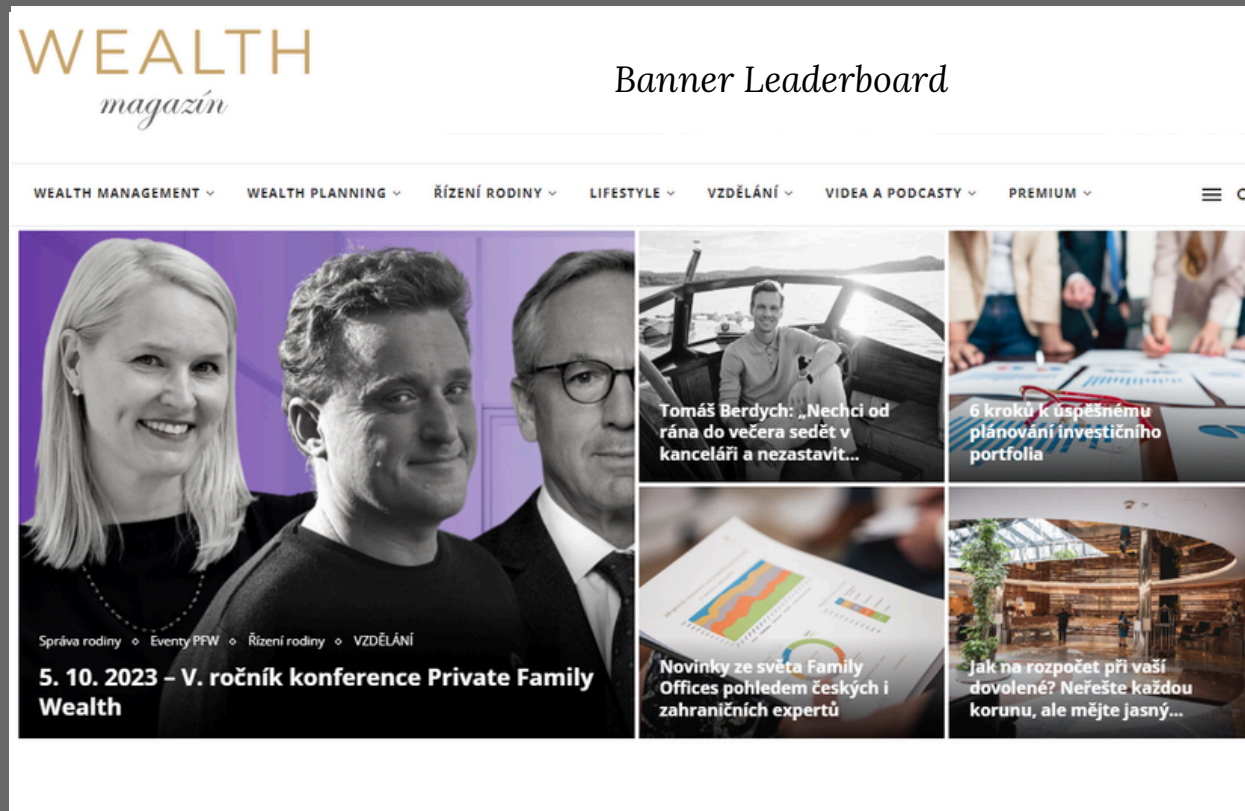 WEALTH
magazín
Banner Leaderboard
WEALTH MANAGEMENT
WEALTH PLANNING
ŘÍZENÍ RODINY
LIFESTYLE
VZDĚLÁNÍ
VIDEA A PODCASTY
PREMIUM
Správa rodiny ⋄ Eventy PFW ⋄ Řízení rodiny ⋄ VZDĚLÁNÍ
5. 10. 2023 – V. ročník konference Private Family
Wealth
Tomáš Berdych: „Nechci od
rána do večera sedět v
kanceláři a nezastavit...
6 kroků k úspěšnému
plánování investičního
portfolia
Novinky ze světa Family
Offices pohledem českých i
zahraničních expertů
Jak na rozpočet při vaší
dovolené? Neřešte každou
korunu, ale mějte jasný...